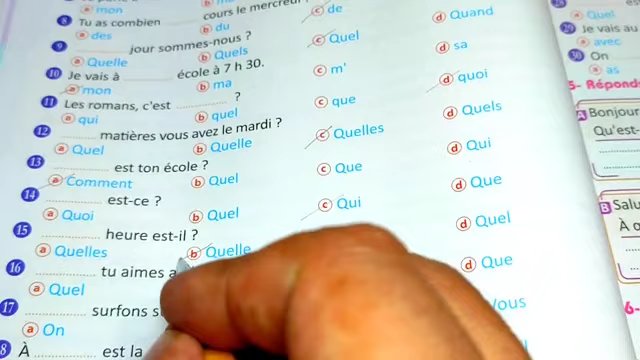 ⓐ mon
8 Tu as combien ............ cours le mercredi
ⓐ des ⓑ du ⓒ de ⓓ Quand
9 ............ jour sommes-nous ?
ⓐ Quelle ⓑ Quels ⓒ Quel ⓓ sa
10 Je vais à ............ école à 7 h 30.
ⓐ mon ⓑ ma ⓒ m' ⓓ quoi
11 Les romans, c'est ............ ?
ⓐ qui ⓑ quel ⓒ que ⓓ Quels
12 ............ matières vous avez le mardi ?
ⓐ Quel ⓑ Quelle ⓒ Quelles ⓓ Qui
13 ............ est ton école ?
ⓐ Comment ⓑ Quel ⓒ Que ⓓ Que
14 ............ est-ce ?
ⓐ Quoi ⓑ Quel ⓒ Qui ⓓ Quel
15 ............ heure est-il ?
ⓐ Quelles ⓑ Quelle ⓓ Que
16 ............ tu aimes
ⓐ Quel
17 ............ surfons
ⓐ On
8 À ............ est la
29 Je vais au
ⓐ Quel
ⓐ avec
30 On
ⓐ as
5- Répond
A Bonjour
Qu'est-
B Salu
À
6-